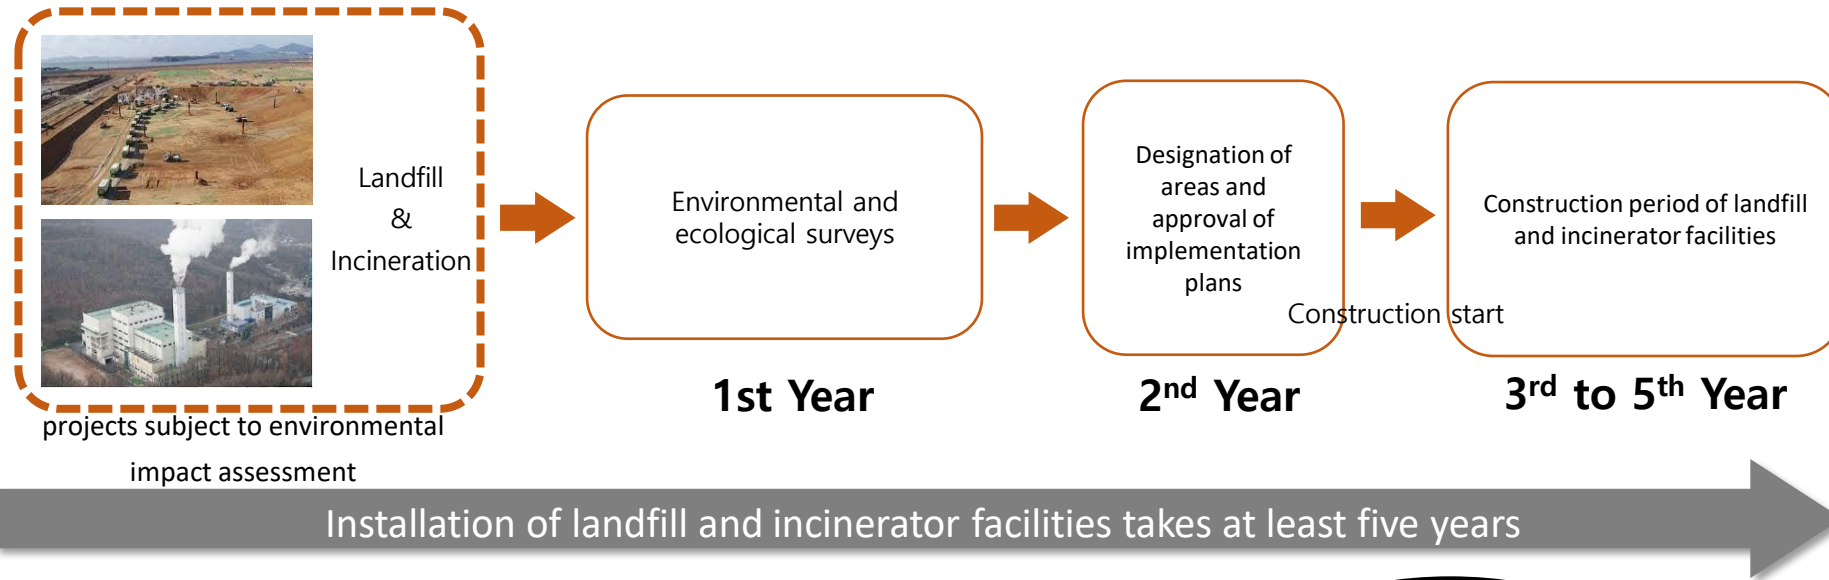 Landfill
&
Incineration
projects subject to environmental
impact assessment
Environmental and
ecological surveys
1st Year
Designation of
areas and
approval of
implementation
plans
2nd Year
Construction start
Construction period of landfill
and incinerator facilities
3rd to 5th Year
Installation of landfill and incinerator facilities takes at least five years